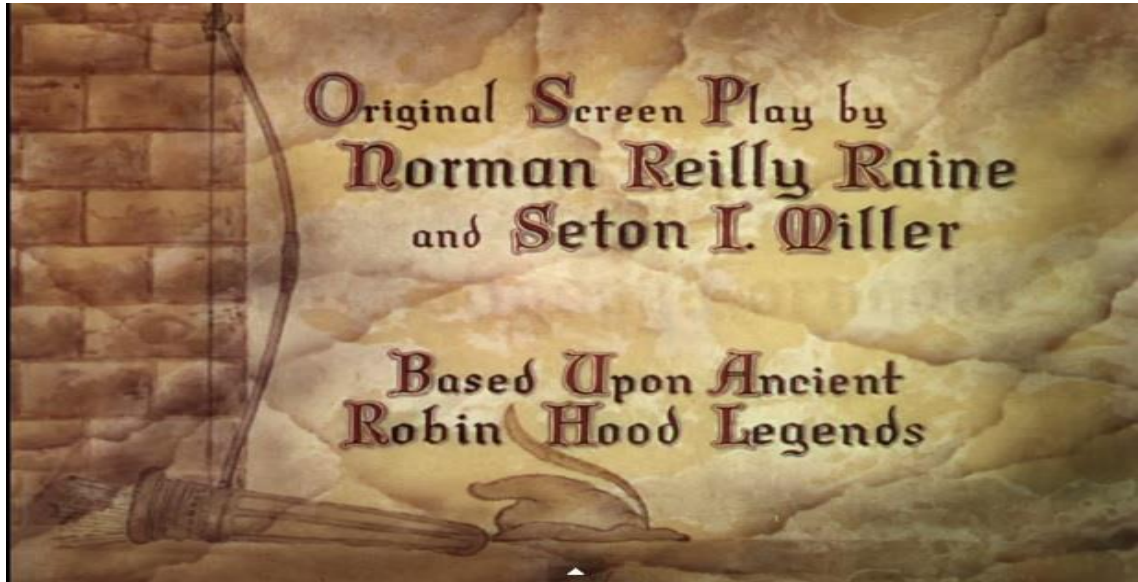 Original Screen Play by
Norman Reilly Raine
and Seton I. Miller
Based Upon Ancient
Robin Hood Legends